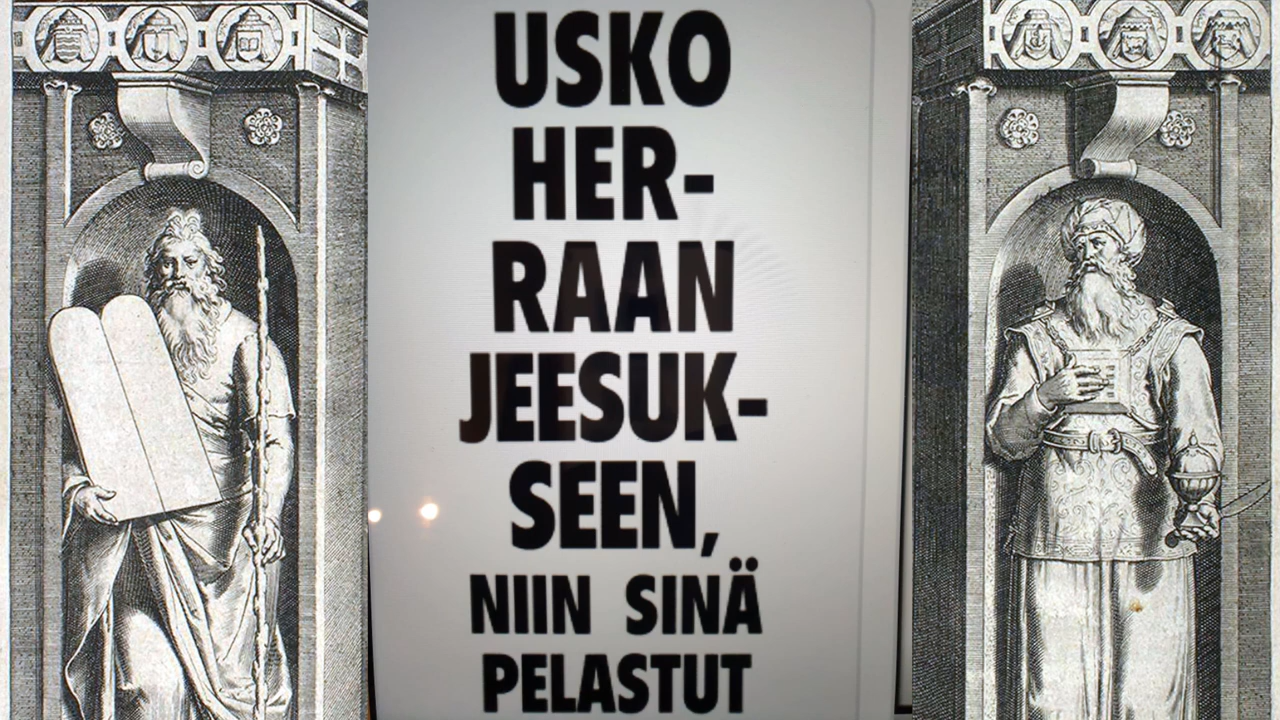 USKO
HER-
RAAN
JEESUK-
SEEN,
NIIN SINÄ
PELASTUT